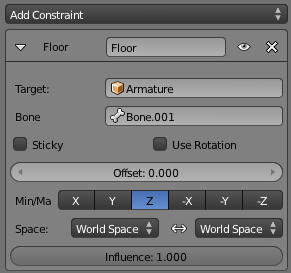 Add Constraint
Floor Floor
Target: Armature
Bone Bone.001
Sticky Use Rotation
Offset: 0.000
Min/Ma X Y Z -X -Y -Z
Space: World Space World Space
Influence: 1.000